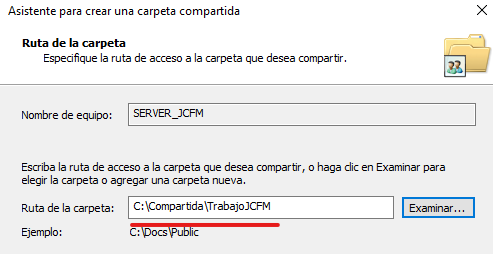 Asistente para crear una carpeta compartida
Ruta de la carpeta
Especifique la ruta de acceso a la carpeta que desea compartir.
Nombre de equipo: SERVER_JCFM
Escriba la ruta de acceso a la carpeta que desea compartir, o haga clic en Examinar para
elegir la carpeta o agregar una carpeta nueva.
Ruta de la carpeta: C:\Compartida\TrabajoJCFM Examinar...
Ejemplo: C:\Docs\Public